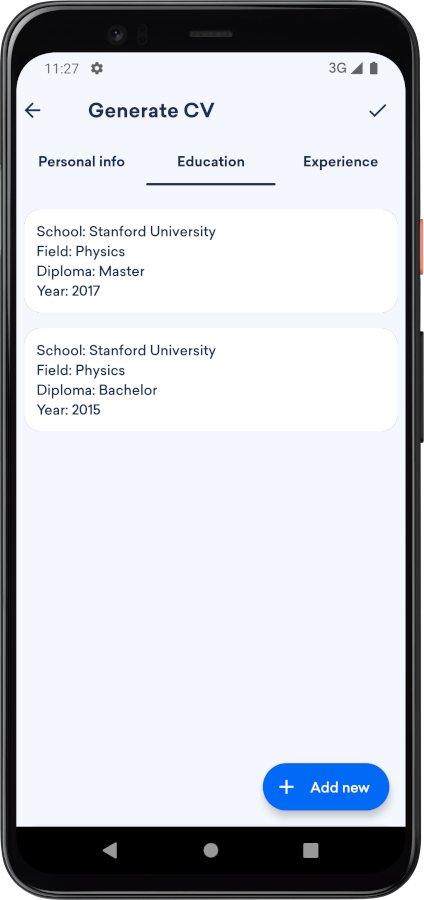 11:27 3G
Generate CV
Personal info Education Experience
School: Stanford University
Field: Physics
Diploma: Master
Year: 2017
School: Stanford University
Field: Physics
Diploma: Bachelor
Year: 2015
Add new